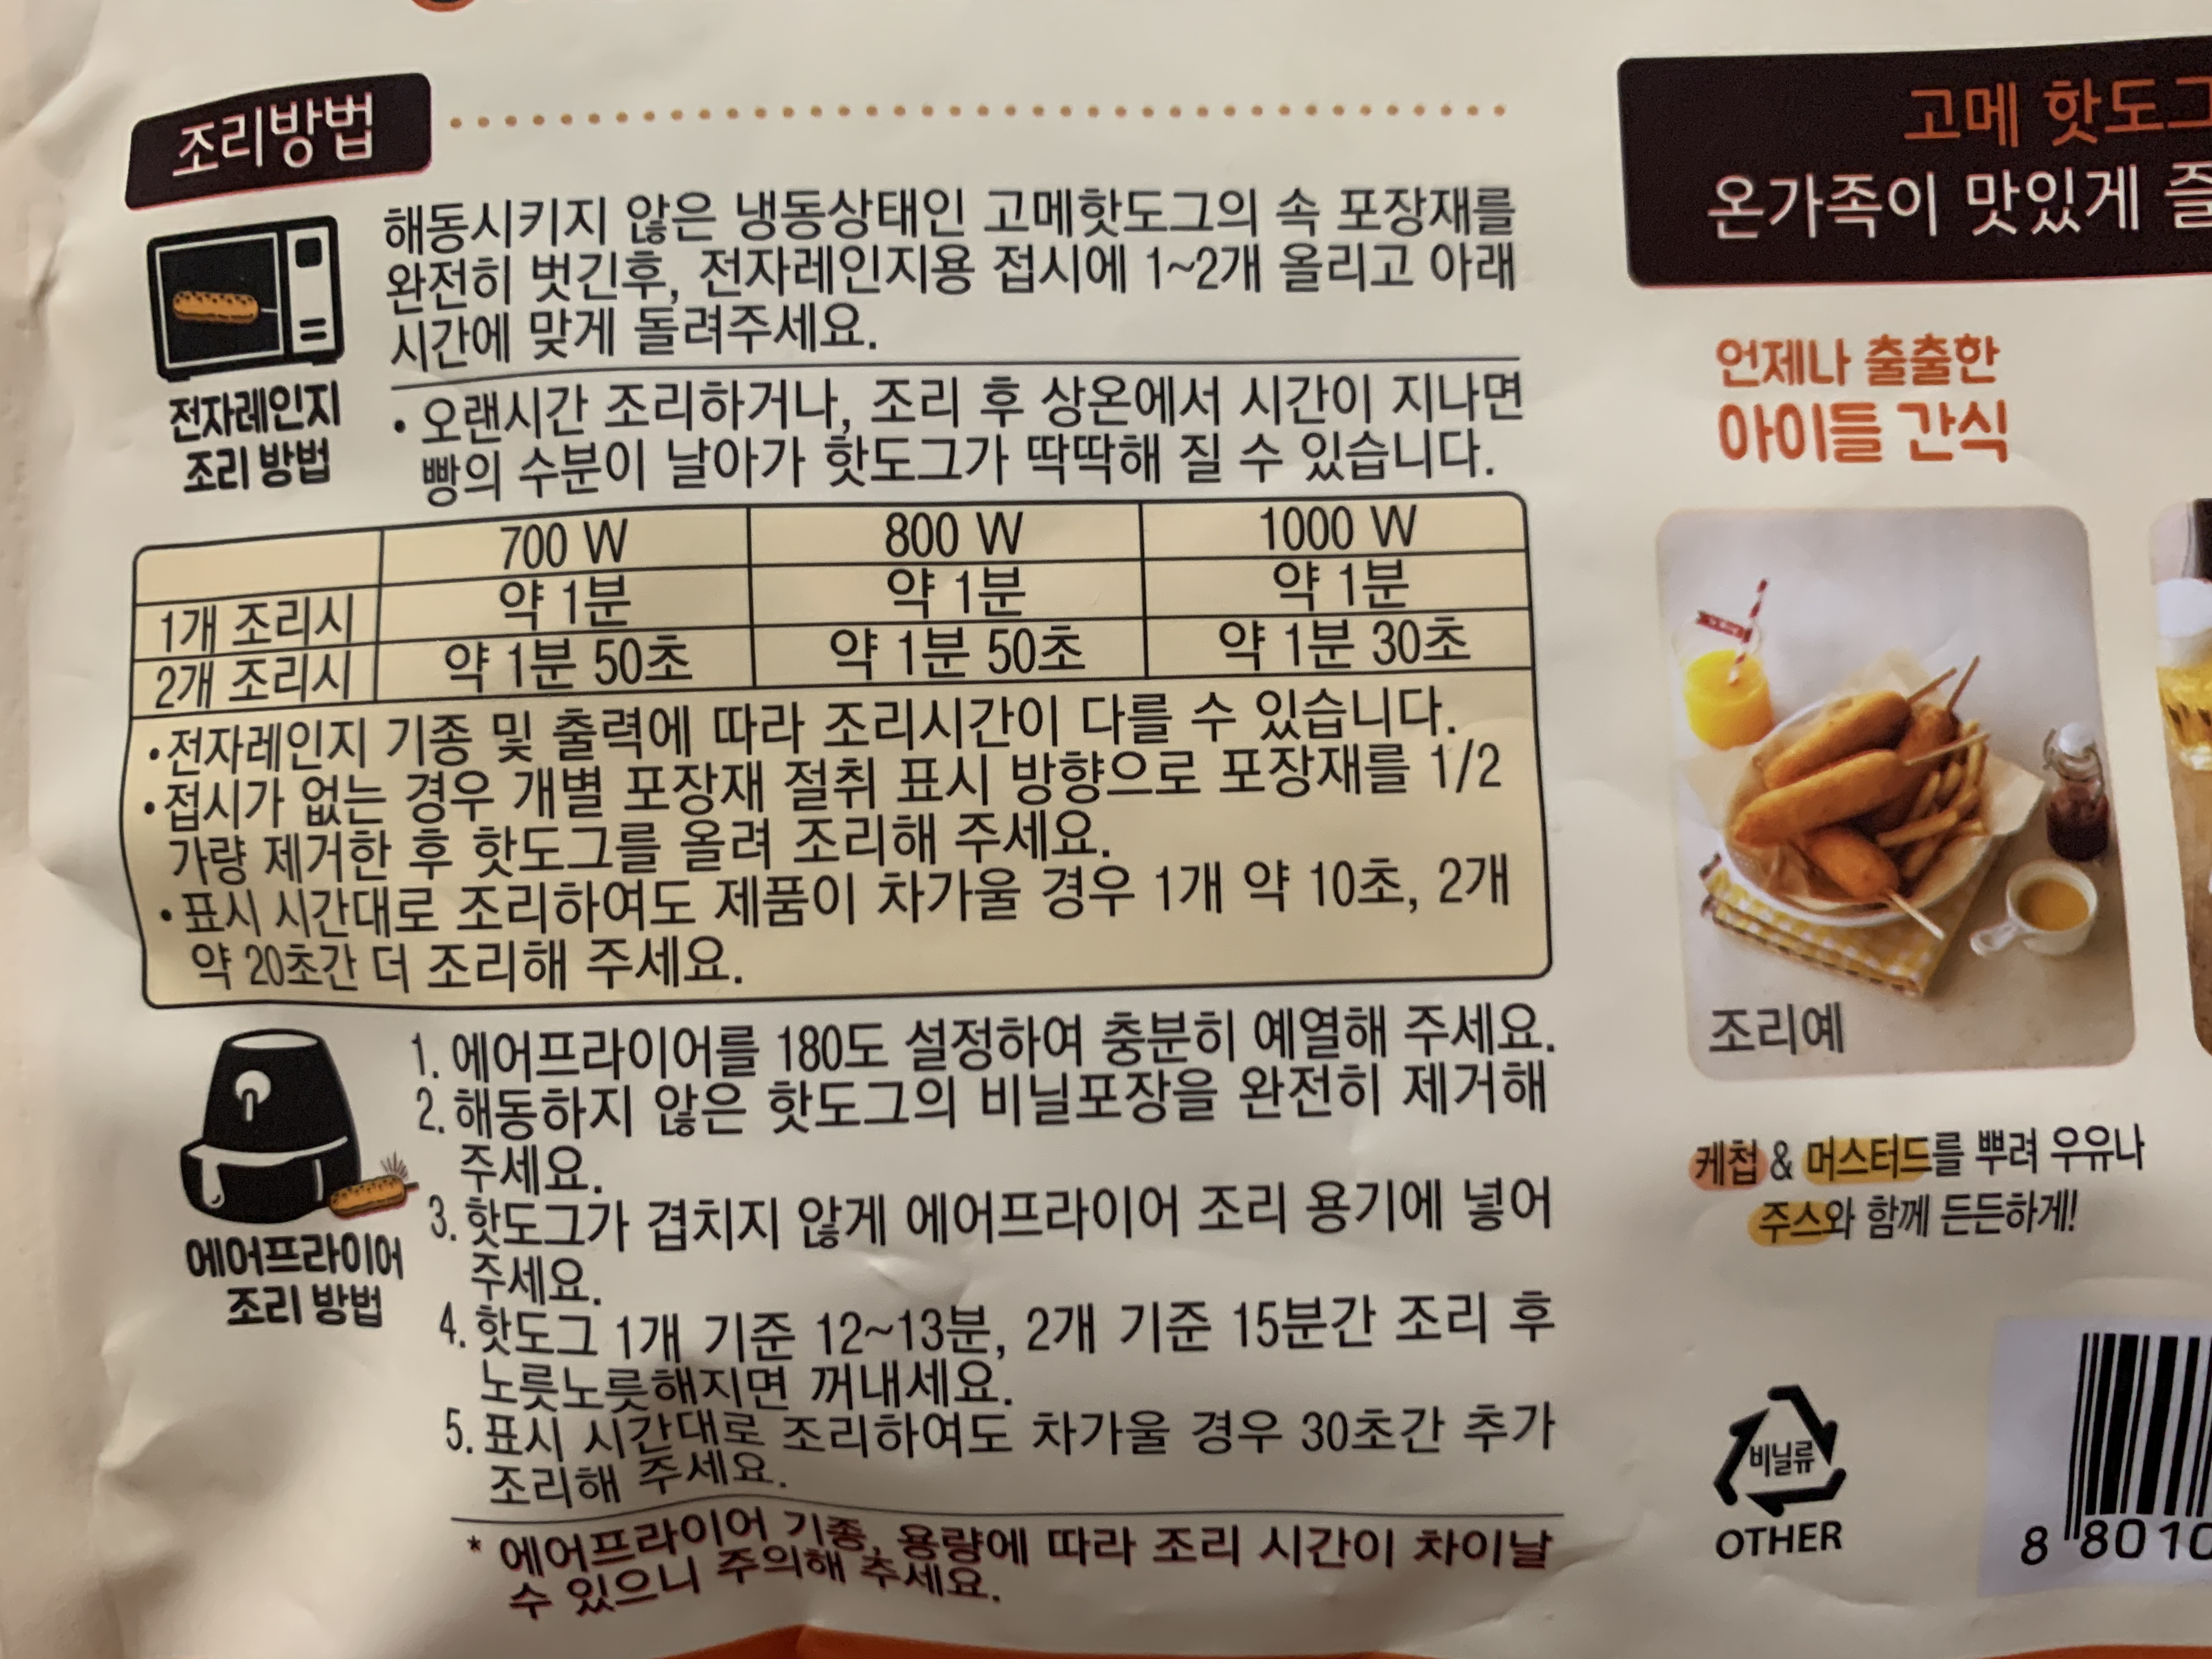 조리방법
해동시키지 않은 냉동상태인 고메핫도그의 속 포장재를
완전히 벗긴후, 전자레인지용 접시에 1~2개 올리고 아래
시간에 맞게 돌려주세요.
전자레인지
조리 방법
• 오랜시간 조리하거나, 조리 후 상온에서 시간이 지나면
빵의 수분이 날아가 핫도그가 딱딱해 질 수 있습니다.
700 W 800 W 1000 W
1개 조리시 약 1분 약 1분 약 1분
2개 조리시 약 1분 50초 약 1분 50초 약 1분 30초
• 전자레인지 기종 및 출력에 따라 조리시간이 다를 수 있습니다.
• 접시가 없는 경우 개별 포장재 절취 표시 방향으로 포장재를 1/2
가량 제거한 후 핫도그를 올려 조리해 주세요.
• 표시 시간대로 조리하여도 제품이 차가울 경우 1개 약 10초, 2개
약 20초간 더 조리해 주세요.
에어프라이어
조리 방법
1. 에어프라이어를 180도 설정하여 충분히 예열해 주세요.
2. 해동하지 않은 핫도그의 비닐포장을 완전히 제거해
주세요.
3. 핫도그가 겹치지 않게 에어프라이어 조리 용기에 넣어
주세요.
4. 핫도그 1개 기준 12~13분, 2개 기준 15분간 조리 후
노릇노릇해지면 꺼내세요.
5. 표시 시간대로 조리하여도 차가울 경우 30초간 추가
조리해 주세요.
* 에어프라이어 기종, 용량에 따라 조리 시간이 차이날
수 있으니 주의해 주세요.
고메 핫도그
온가족이 맛있게 즐
언제나 출출한
아이들 간식
조리예
케첩 & 머스터드를 뿌려 우유나
주스와 함께 든든하게!
비닐류
OTHER
8 8010